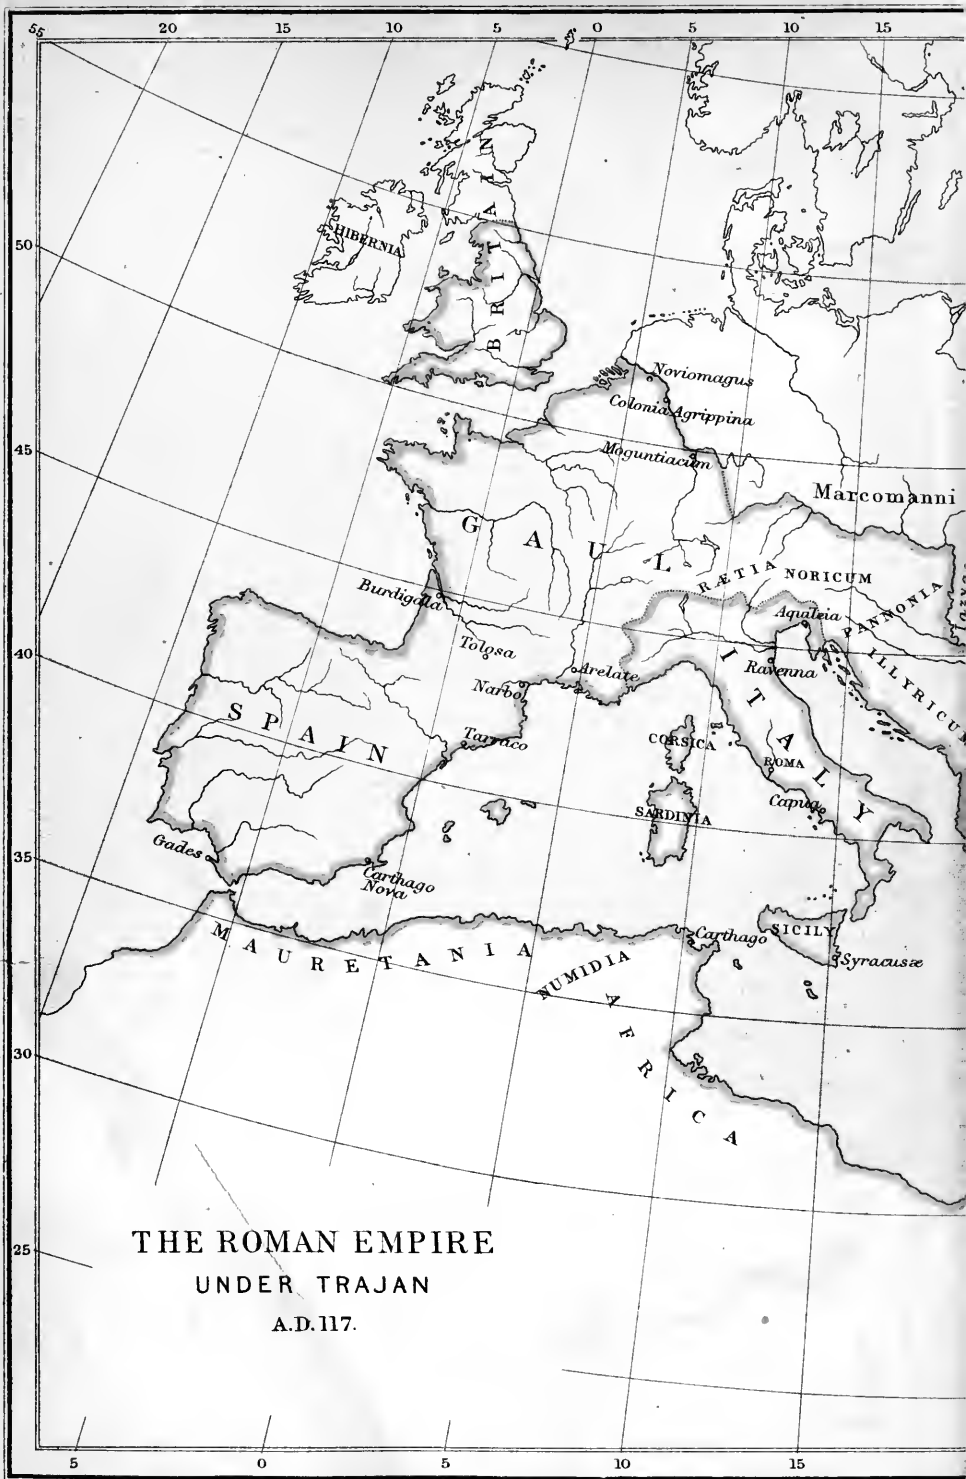 55 20 15 10 5 0 5 10 15
50
45
40
35
30
25
5 0 5 10 15
HIBERNIA
BRITAIN
Noviomagus
Colonia Agrippina
Moguntiacum
Marcomanni
GAUL
RÆTIA
NORICUM
PANNONIA
ILLYRICUM
Burdigala
Tolosa
Narbo
Arelate
Aquileia
Ravenna
ITALY
SPAIN
Tarraco
CORSICA
ROMA
SARDINIA
Capua
Gades
Carthago
Nova
MAURETANIA
NUMIDIA
AFRICA
Carthago
SICILY
Syracusæ
THE ROMAN EMPIRE
UNDER TRAJAN
A.D.117.